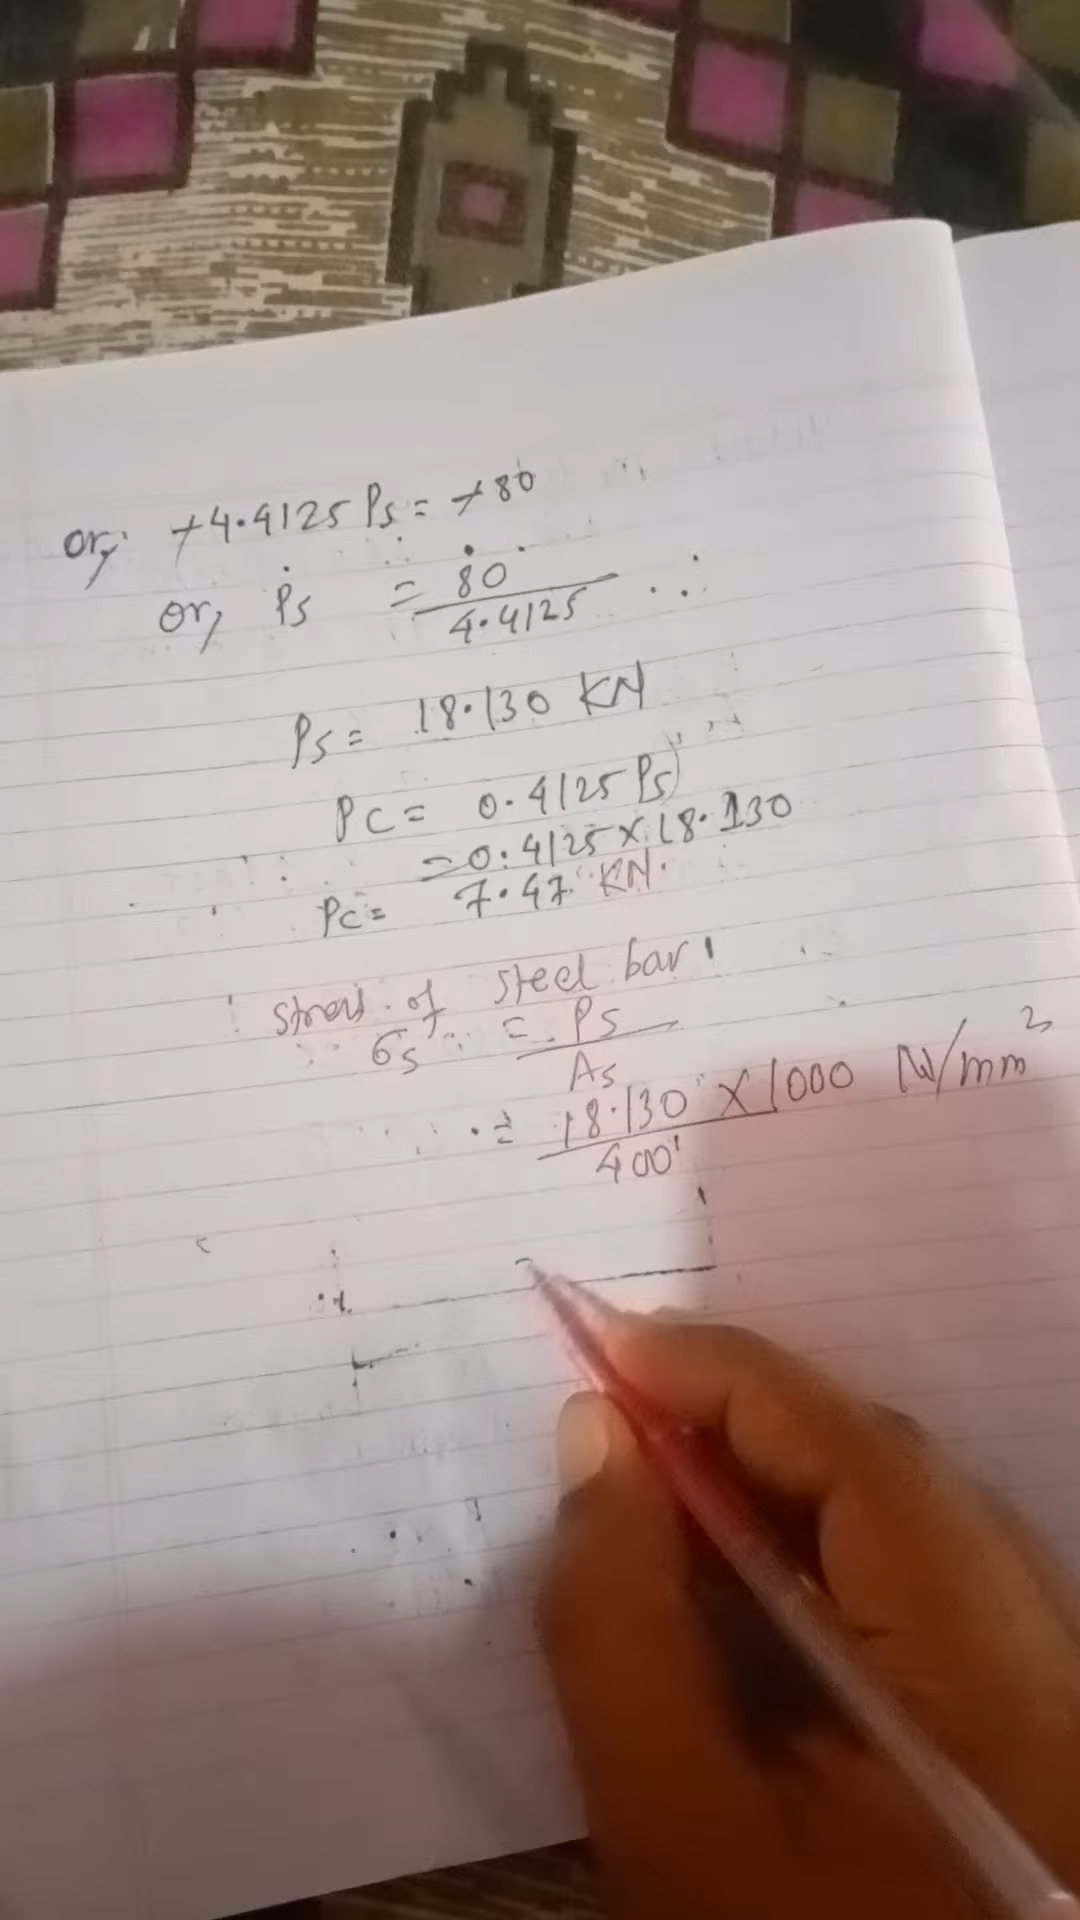 or, +4.4125 Ps = +80
or, Ps = 80/4.4125
Ps = 18.130 KN
Pc = 0.4125 Ps
= 0.4125 × 18.130
Pc = 7.47 KN.
Stress of steel bar
σs = Ps/As
= 18.130 × 1000/400 N/mm²